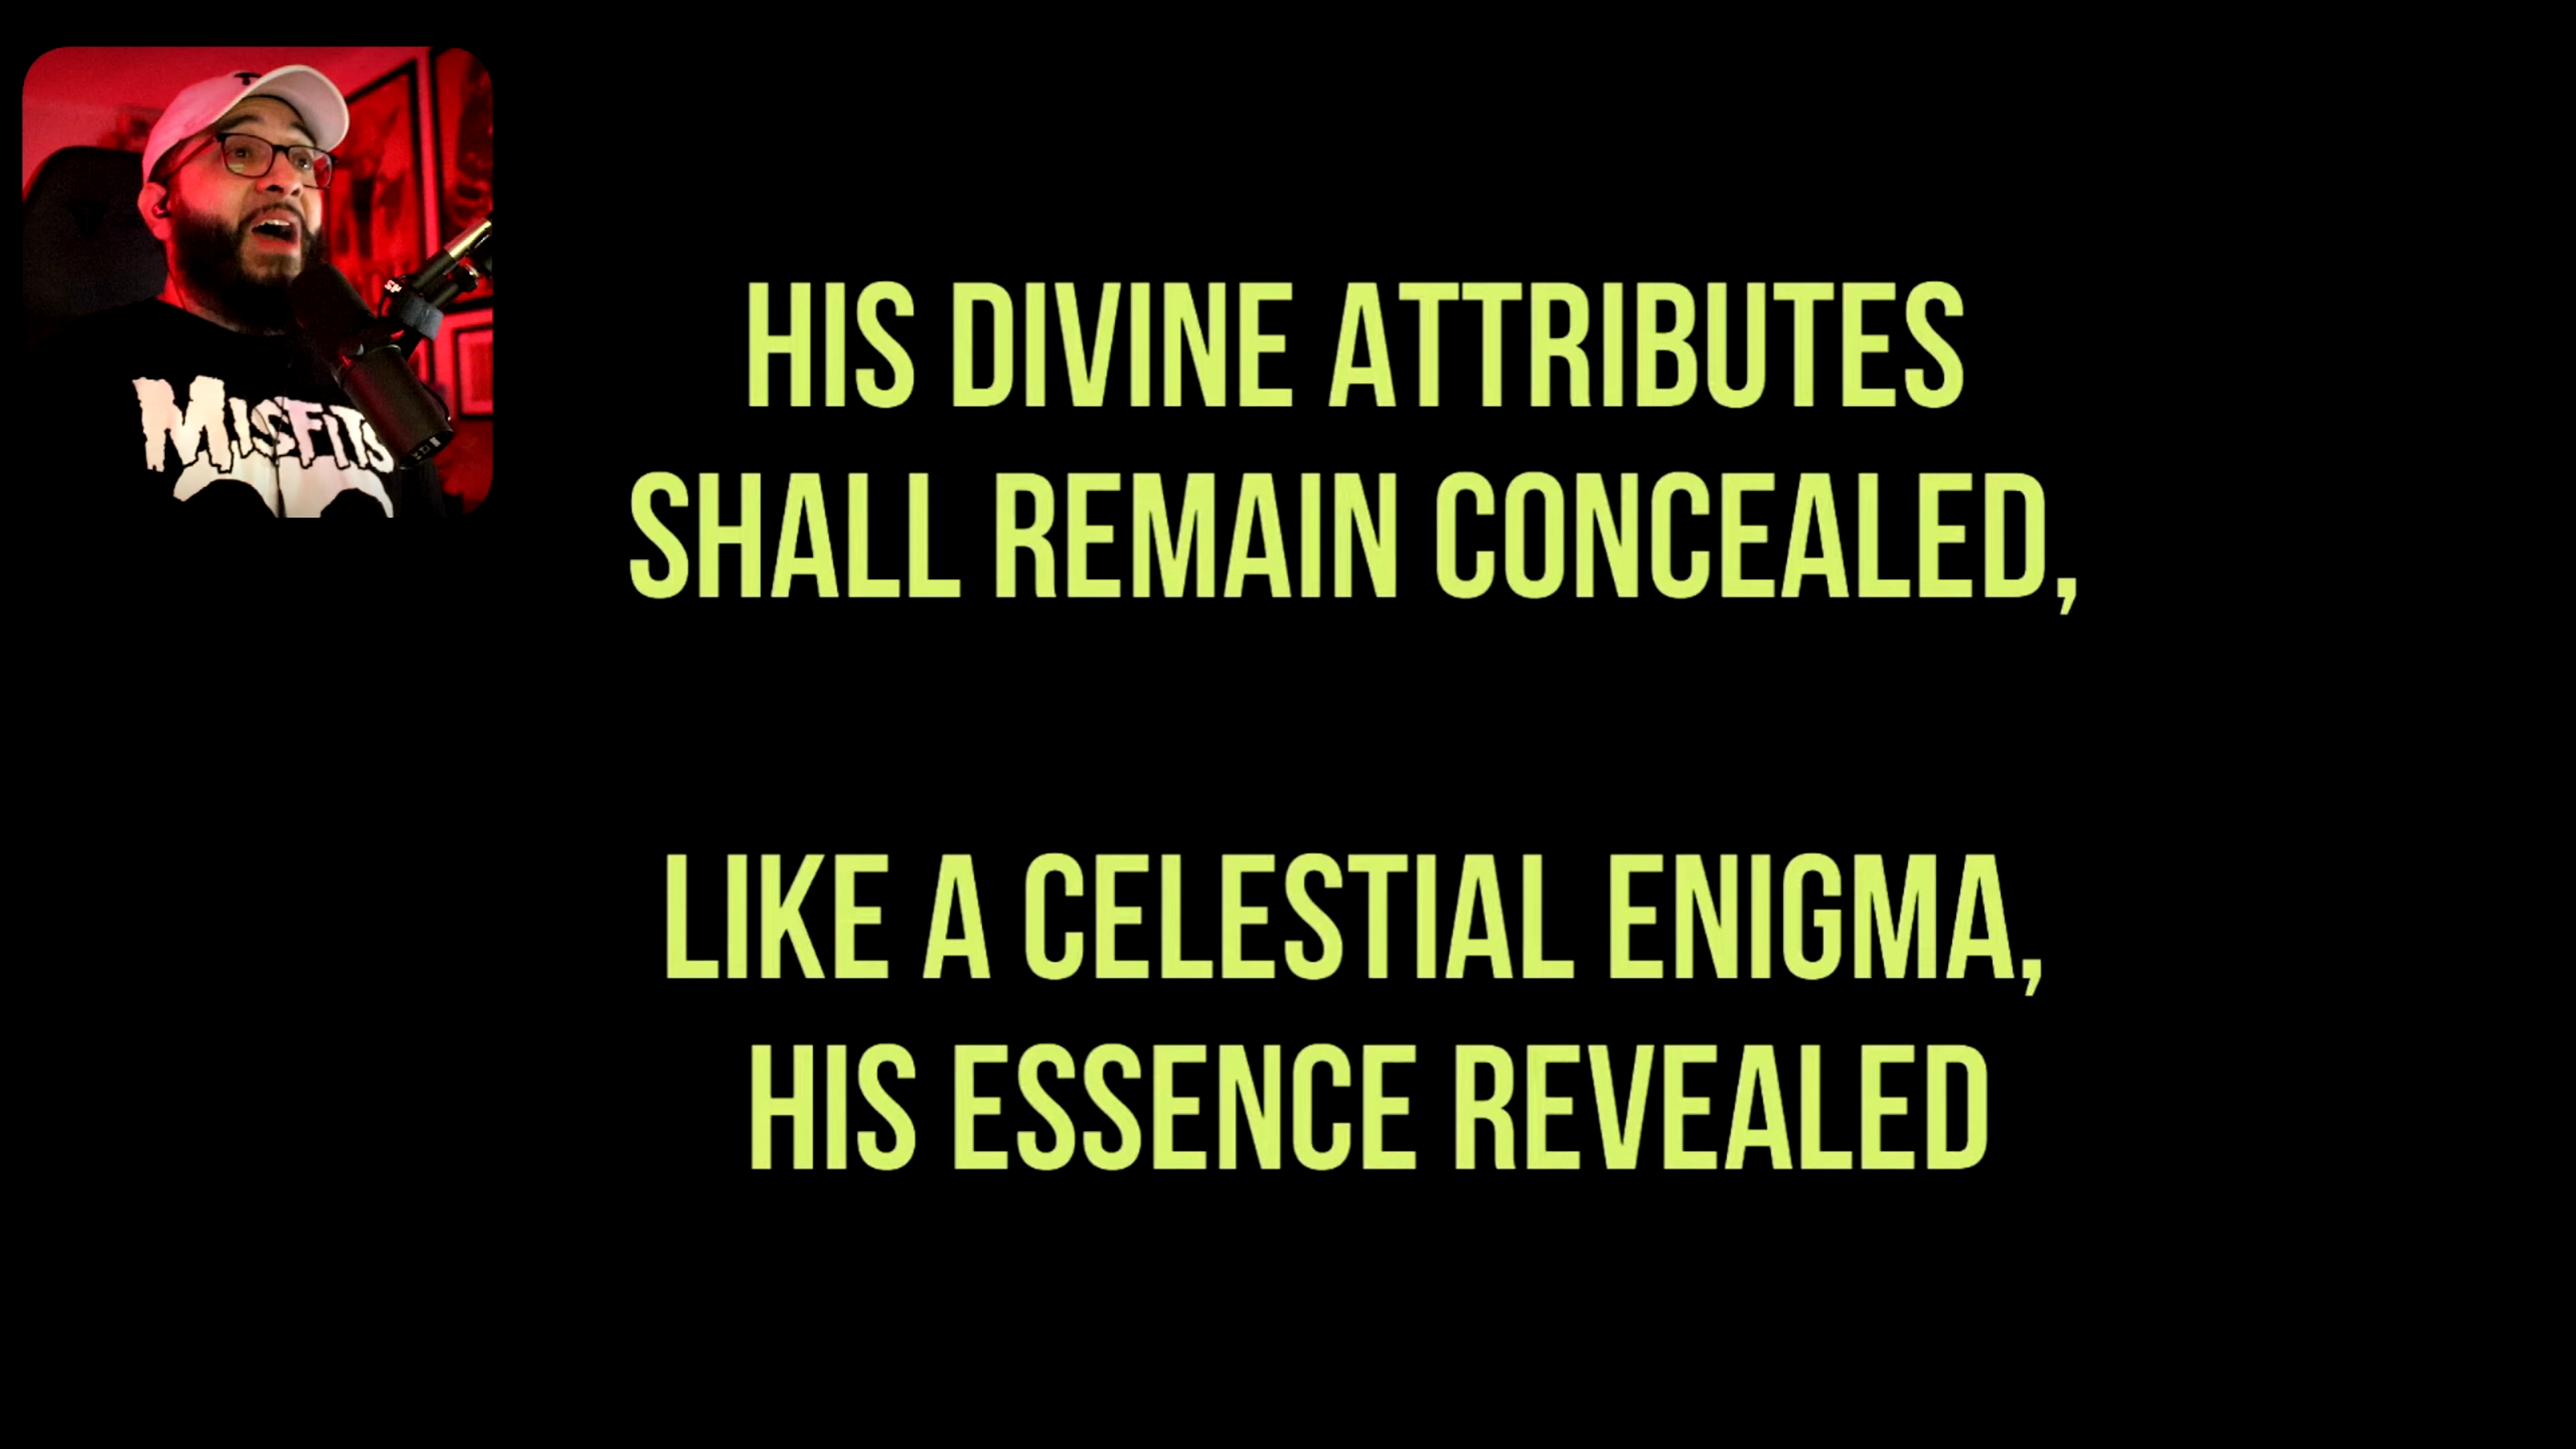 MISFITS
HIS DIVINE ATTRIBUTES
SHALL REMAIN CONCEALED,
LIKE A CELESTIAL ENIGMA,
HIS ESSENCE REVEALED